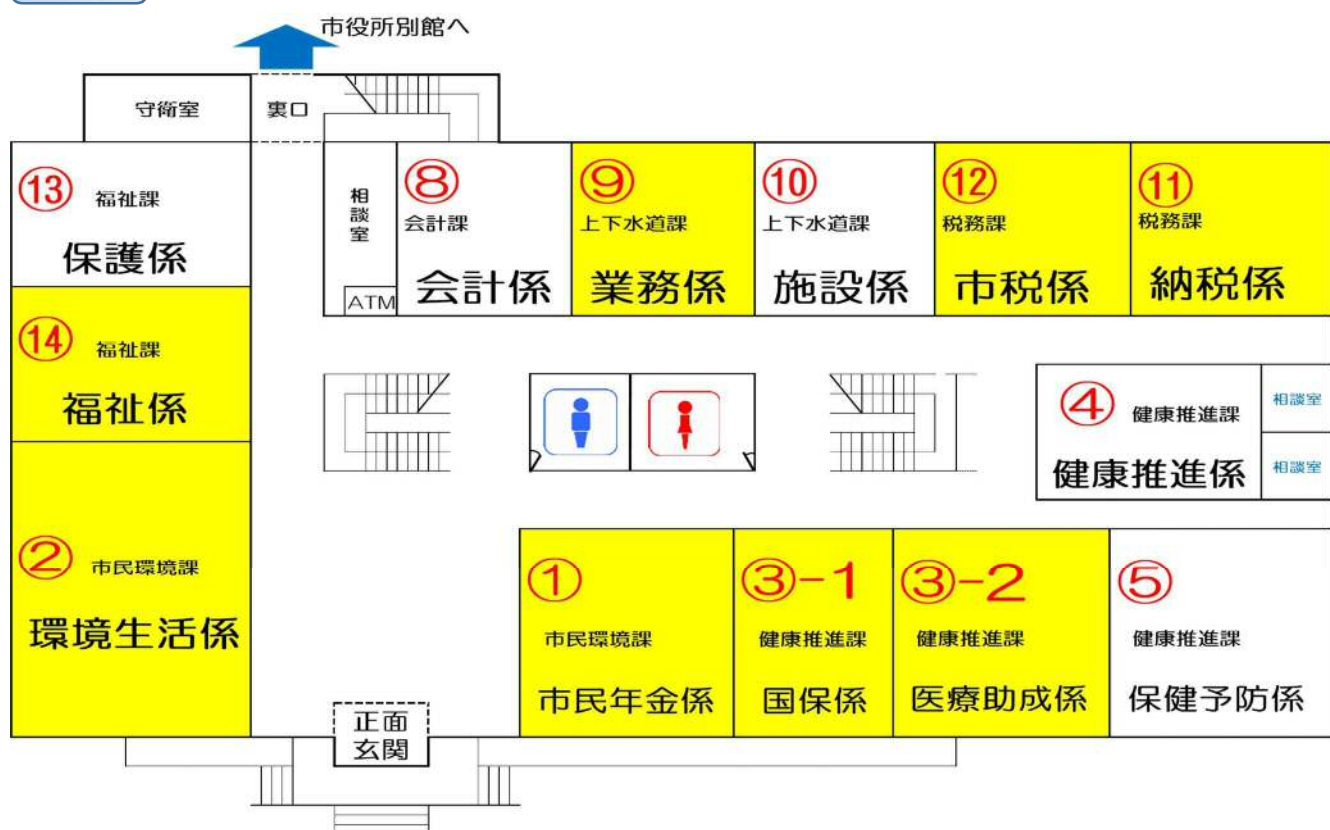 市役所別館へ
守衛室
裏口
⑬ 福祉課
保護係
相談室
ATM
⑧
会計課
会計係
⑨
上下水道課
業務係
⑩
上下水道課
施設係
⑫
税務課
市税係
⑪
税務課
納税係
⑭ 福祉課
福祉係
④ 健康推進課
健康推進係
相談室
相談室
② 市民環境課
環境生活係
①
市民環境課
市民年金係
③-1
健康推進課
国保係
③-2
健康推進課
医療助成係
⑤
健康推進課
保健予防係
正面
玄関